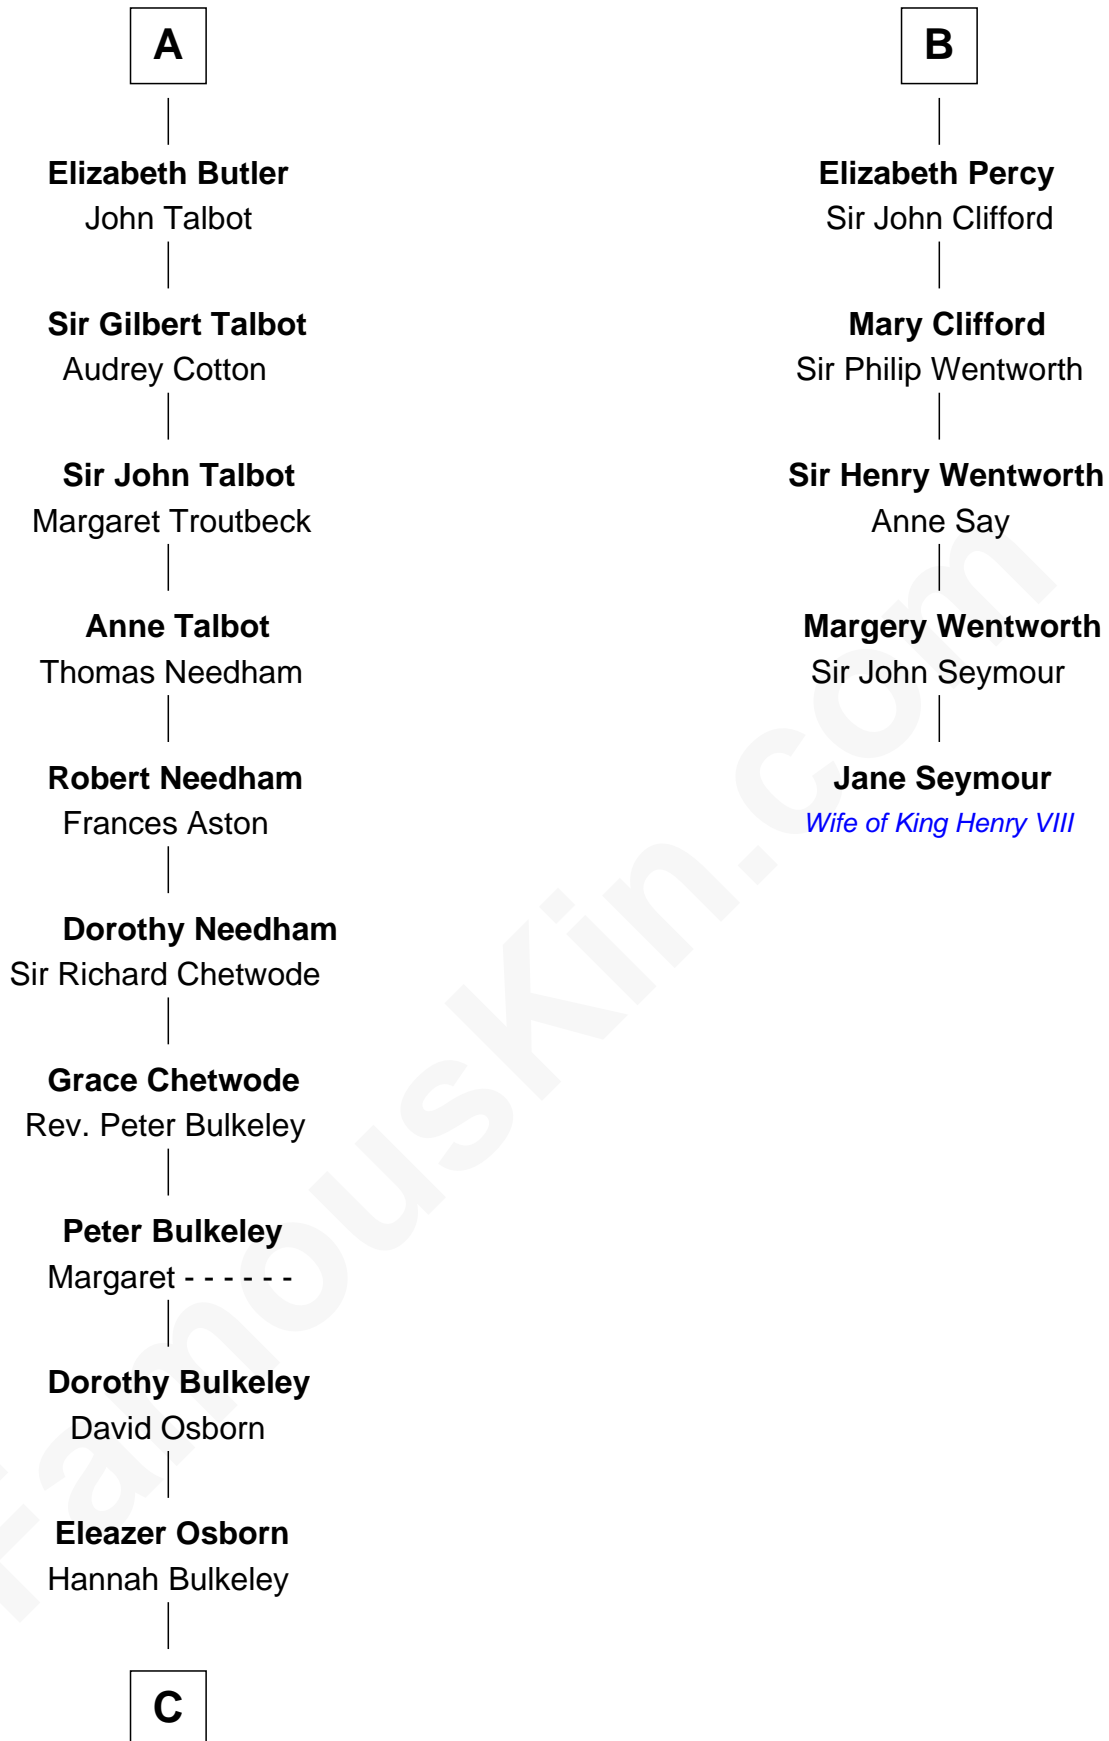 A
Elizabeth Butler
John Talbot
Sir Gilbert Talbot
Audrey Cotton
Sir John Talbot
Margaret Troutbeck
Anne Talbot
Thomas Needham
Robert Needham
Frances Aston
Dorothy Needham
Sir Richard Chetwode
Grace Chetwode
Rev. Peter Bulkeley
Peter Bulkeley
Margaret - - - - - -
Dorothy Bulkeley
David Osborn
Eleazer Osborn
Hannah Bulkeley
C
B
Elizabeth Percy
Sir John Clifford
Mary Clifford
Sir Philip Wentworth
Sir Henry Wentworth
Anne Say
Margery Wentworth
Sir John Seymour
Jane Seymour
Wife of King Henry VIII
FamousKin.com